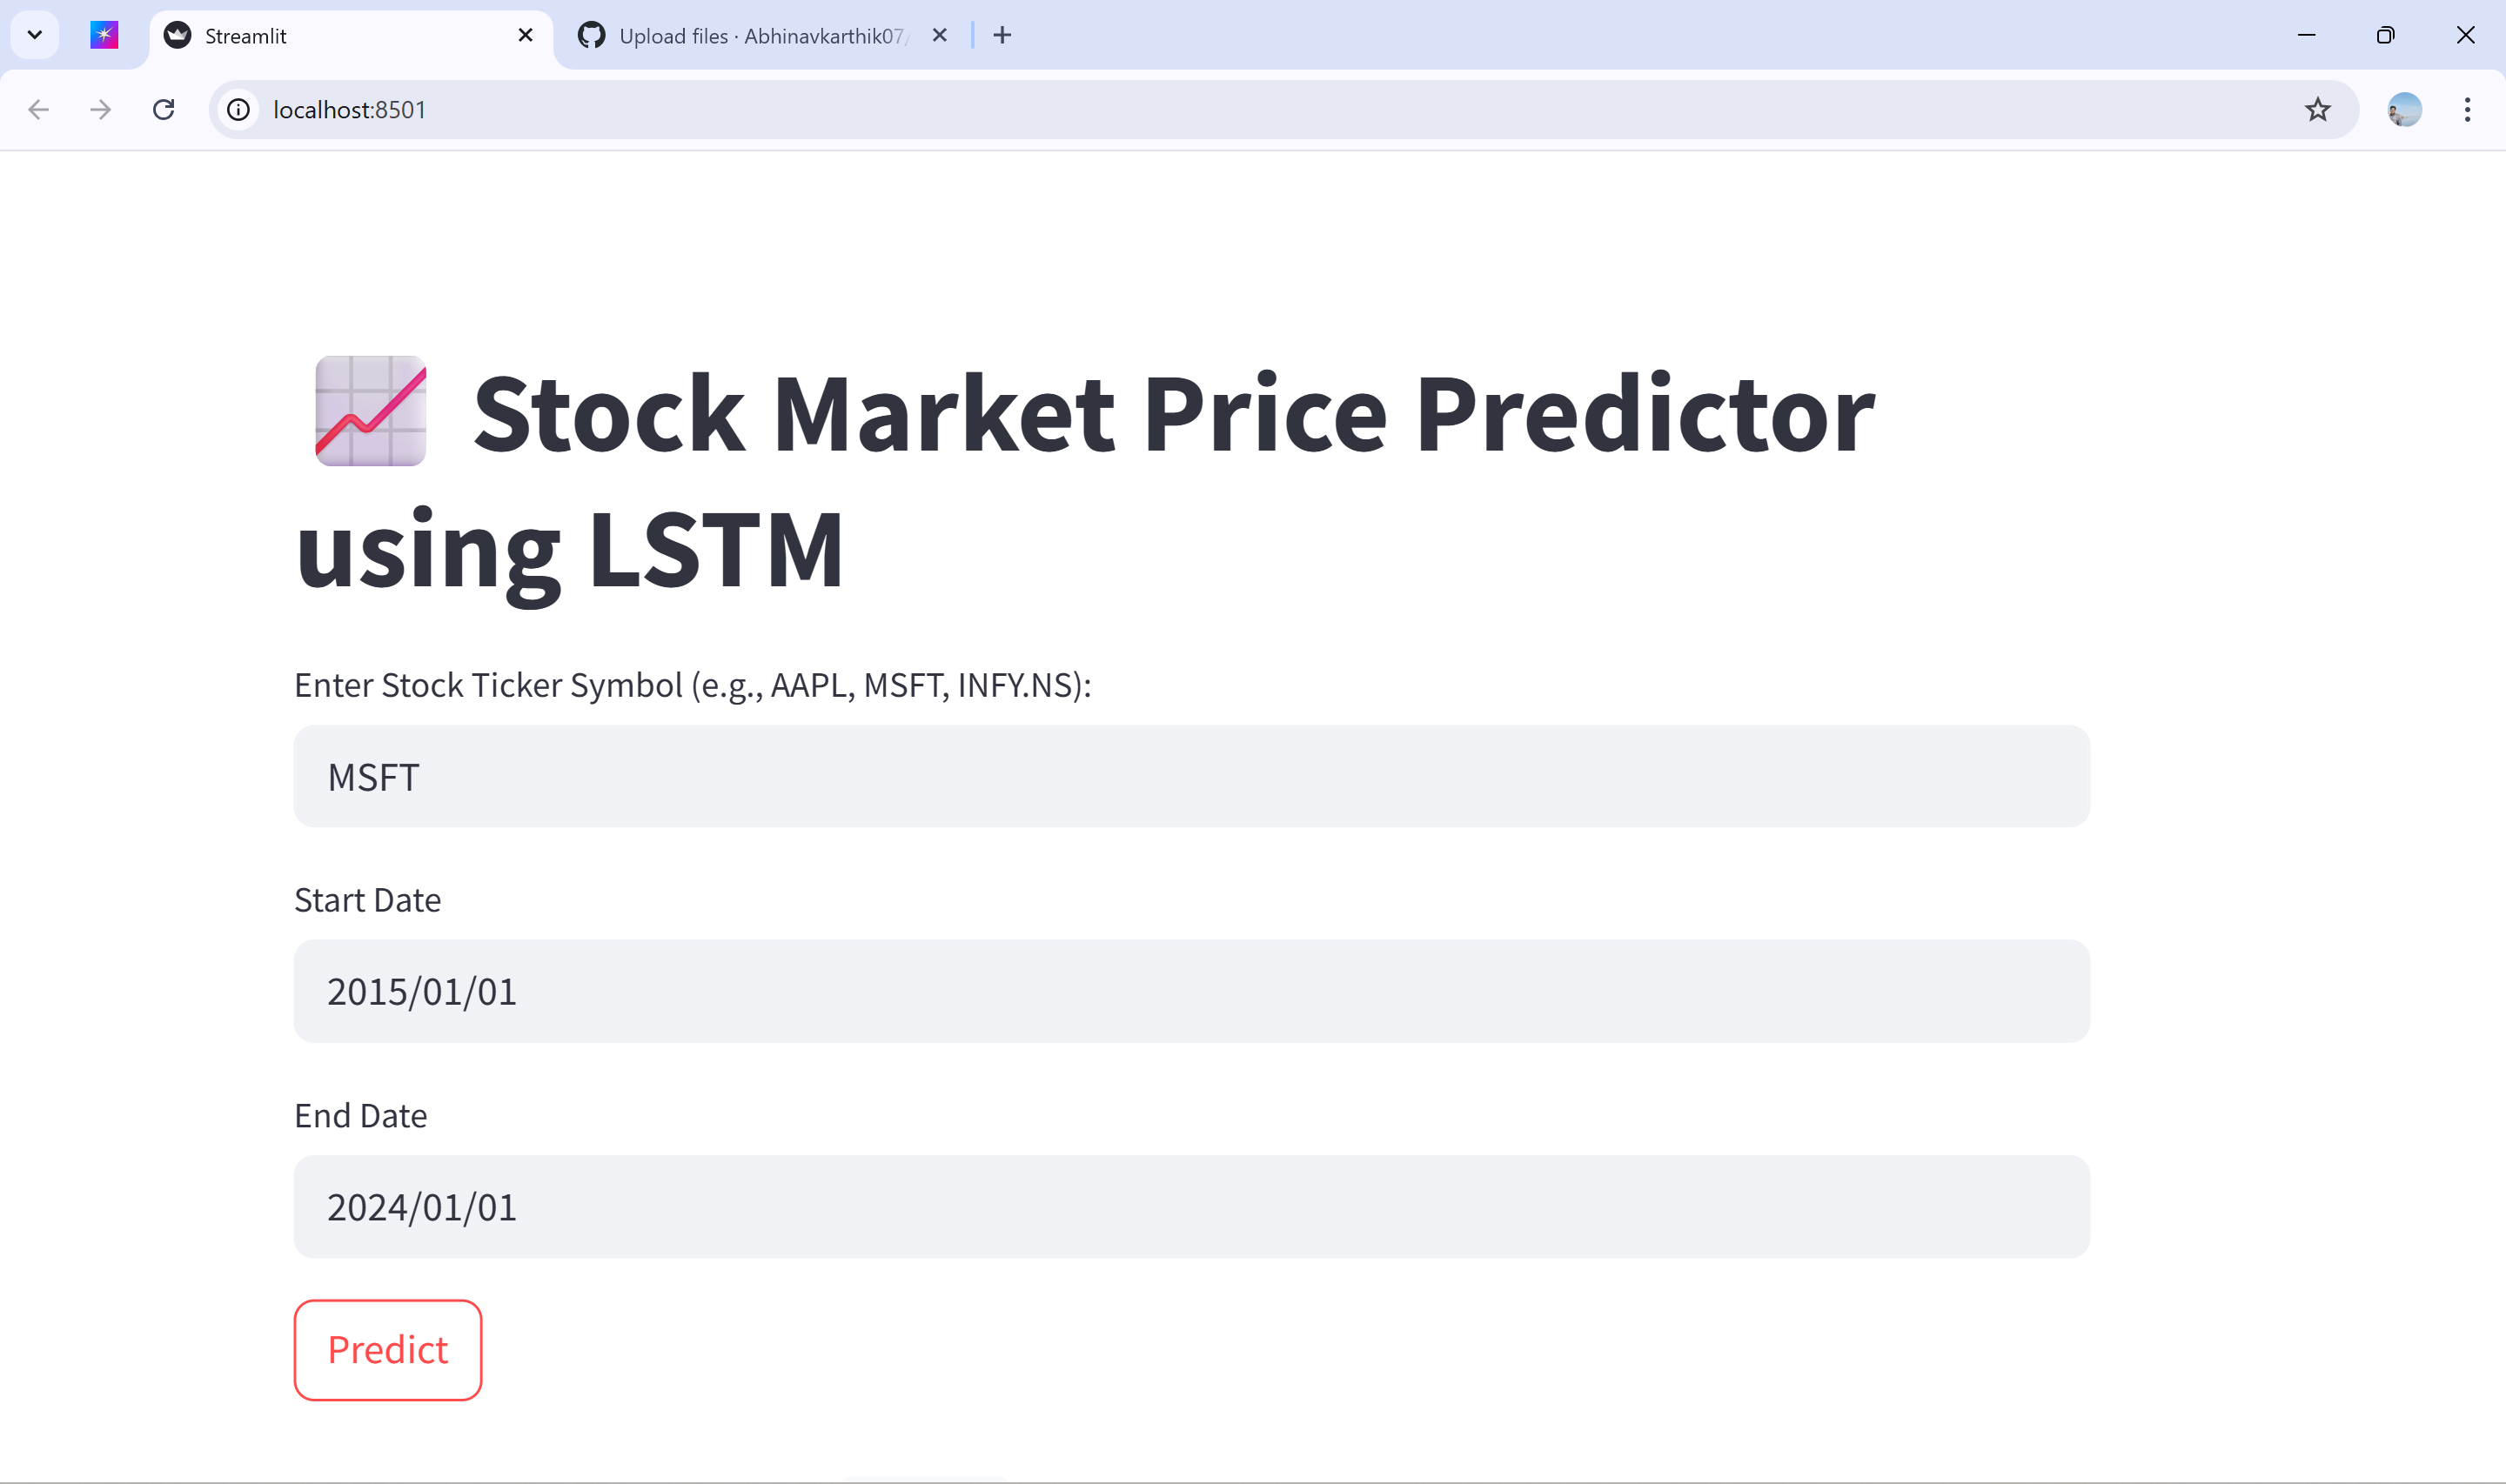 Streamlit
Upload files · Abhinavkarthik07/
localhost:8501
Stock Market Price Predictor
using LSTM
Enter Stock Ticker Symbol (e.g., AAPL, MSFT, INFY.NS):
MSFT
Start Date
2015/01/01
End Date
2024/01/01
Predict